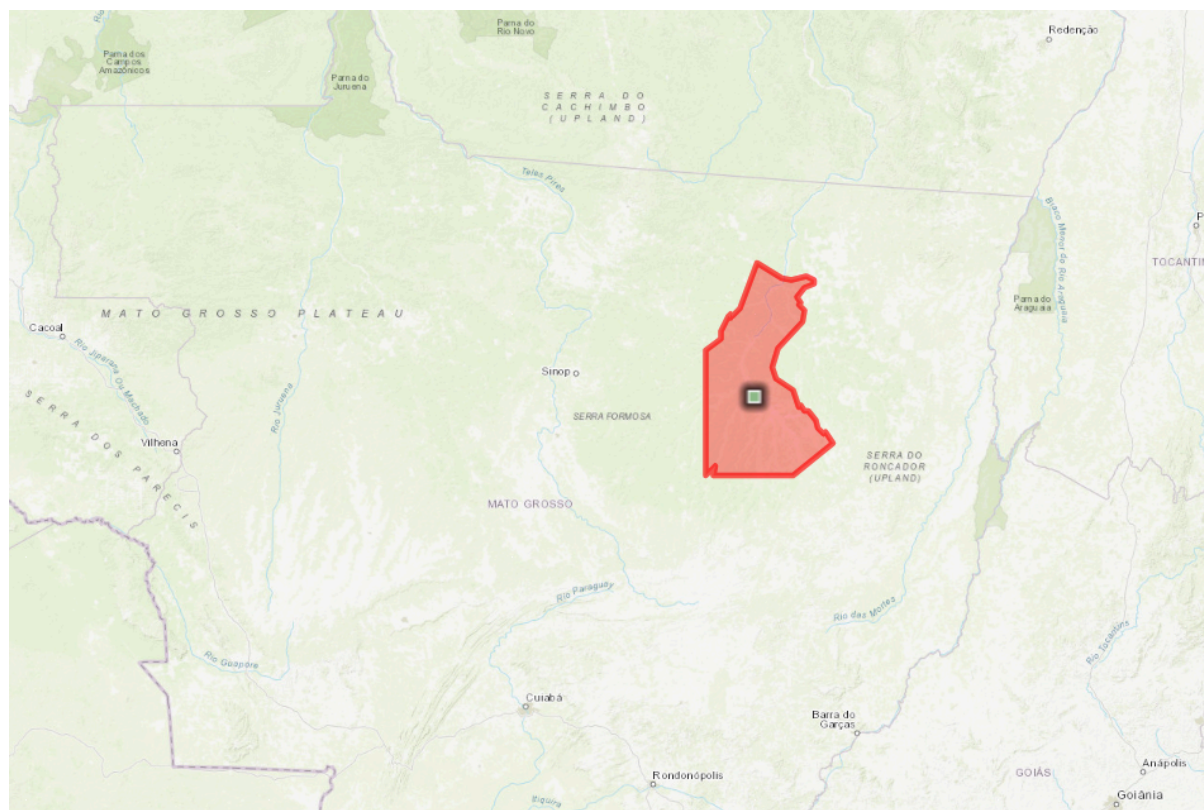 Rio
Parna do
Rio Novo
Redenção
Parna dos
Campos
Amazônicos
Parna do
Juruena
SERRA DO
CACHIMBO
(UPLAND)
Teles Pires
Braço Menor do Rio Araguaia
P
TOCANTIN
Parna do
Araguaia
MATO GROSSO PLATEAU
Cacoal
Rio Jiparaná Ou Machado
Rio Juruena
Sinop
SERRA FORMOSA
SERRA DOS PARECIS
Vilhena
SERRA DO
RONCADOR
(UPLAND)
MATO GROSSO
Rio Paraguay
Rio das Mortes
Rio Tocantins
Rio Guaporé
Cuiabá
Barra do
Garças
Rondonópolis
GOIÁS
Anápolis
Goiânia